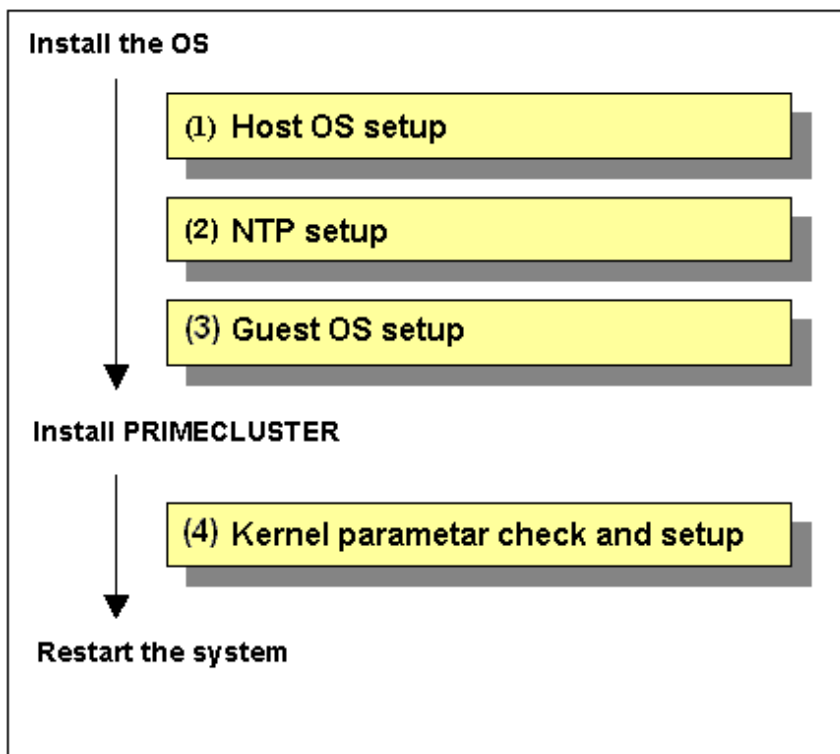 Install the OS
(1) Host OS setup
(2) NTP setup
(3) Guest OS setup
Install PRIMECLUSTER
(4) Kernel parametar check and setup
Restart the system